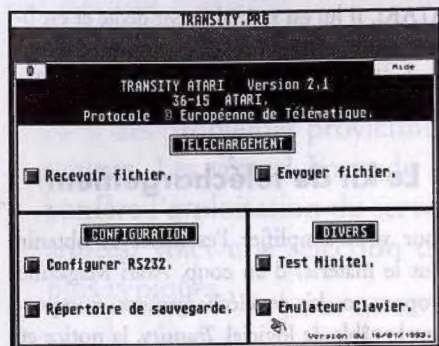 TRANSITY.PRG
Aide
TRANSITY ATARI Version 2.1
36-15 ATARI.
Protocole © Européenne de Télématique.
TELECHARGEMENT
Recevoir fichier.
Envoyer fichier.
CONFIGURATION
Configurer RS232.
Répertoire de sauvegarde.
DIVERS
Test Minitel.
Emulateur Clavier.
Version du 16/01/1993.